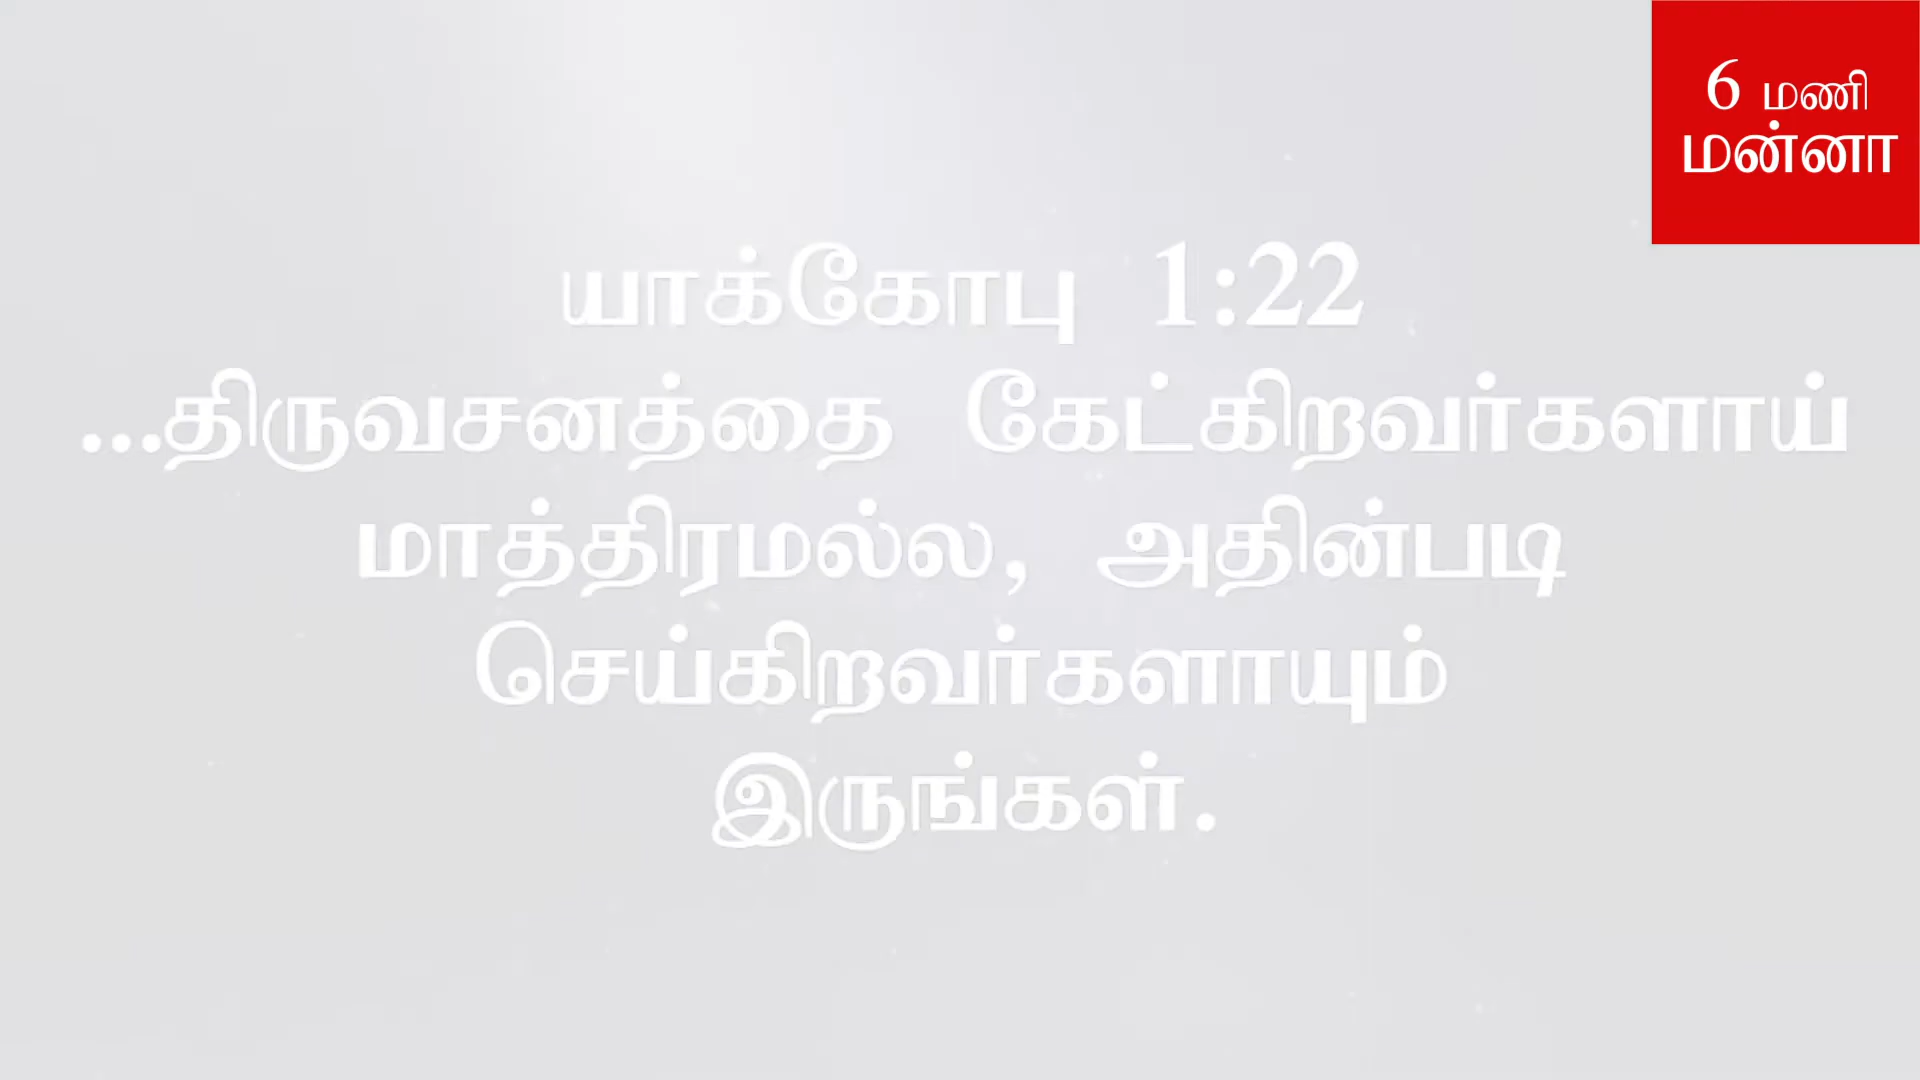 6 மணி
மன்னா
யாக்கோபு 1:22
...திருவசனத்தை கேட்கிறவர்களாய்
மாத்திரமல்ல, அதின்படி
செய்கிறவர்களாயும்
இருங்கள்.